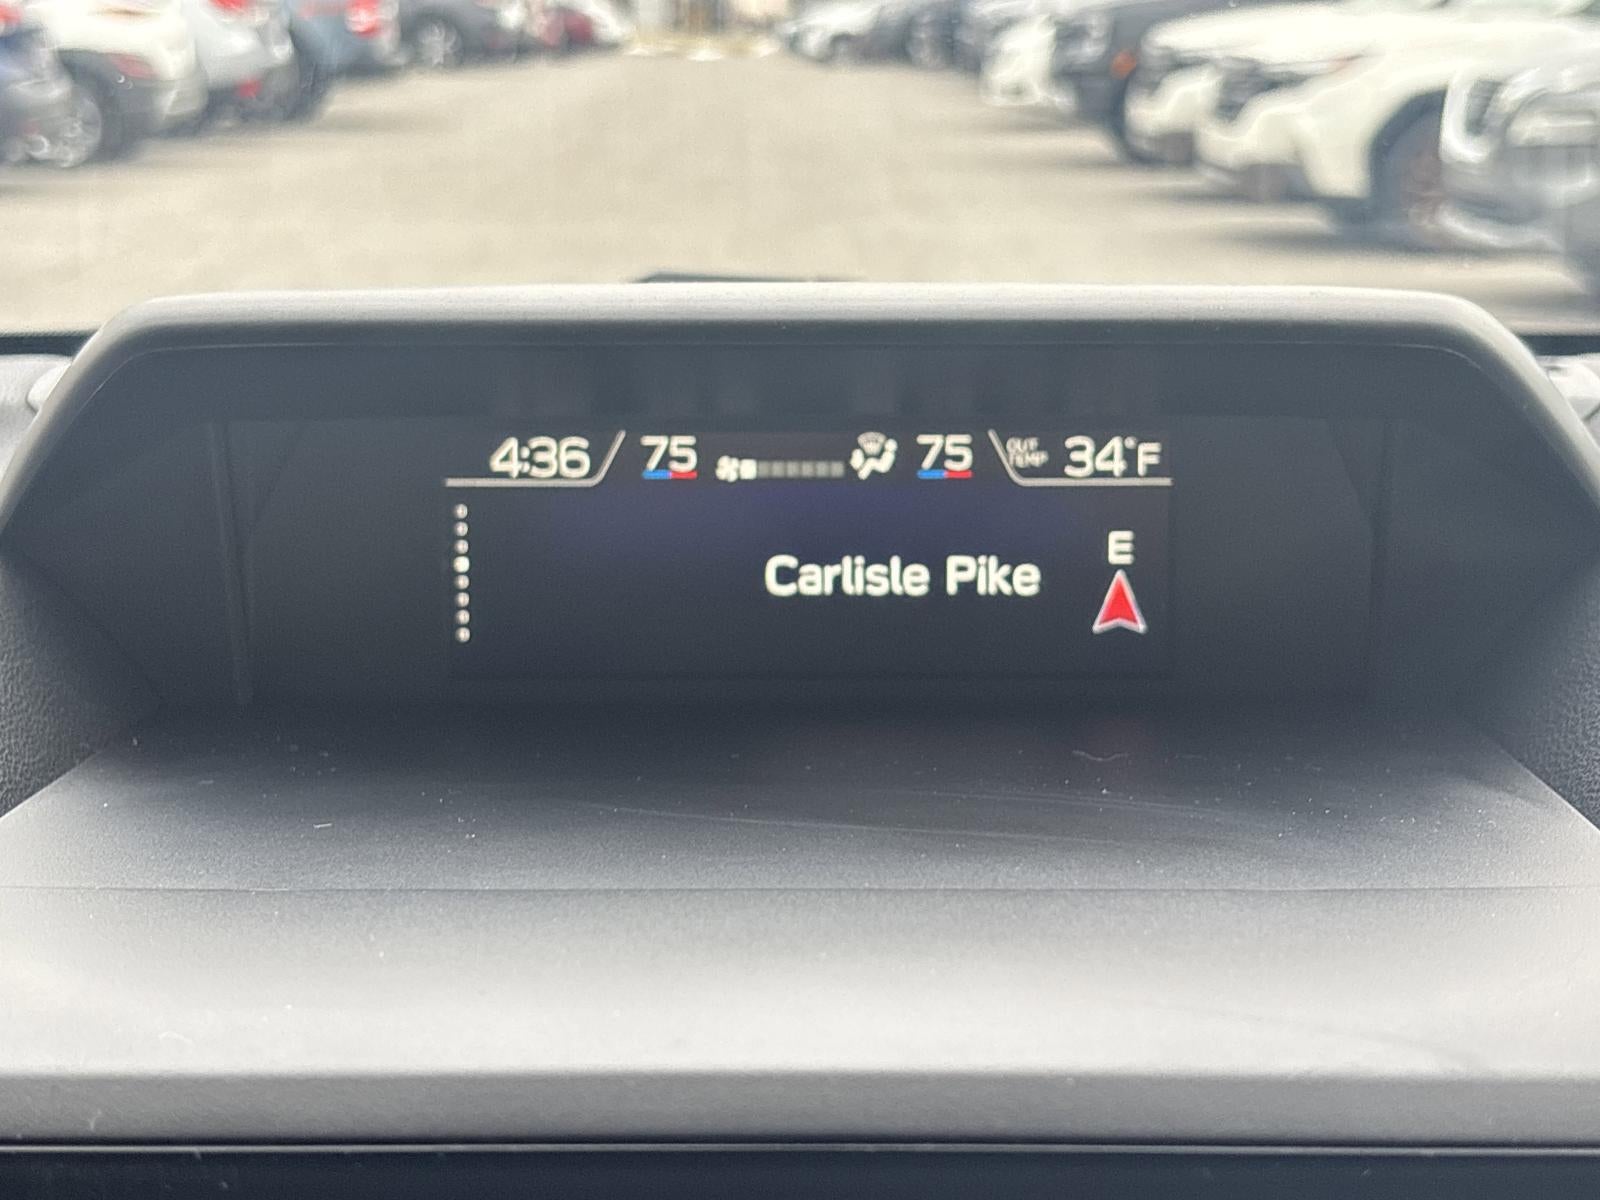 4:36 75 75 OUT TEMP 34°F
E
Carlisle Pike